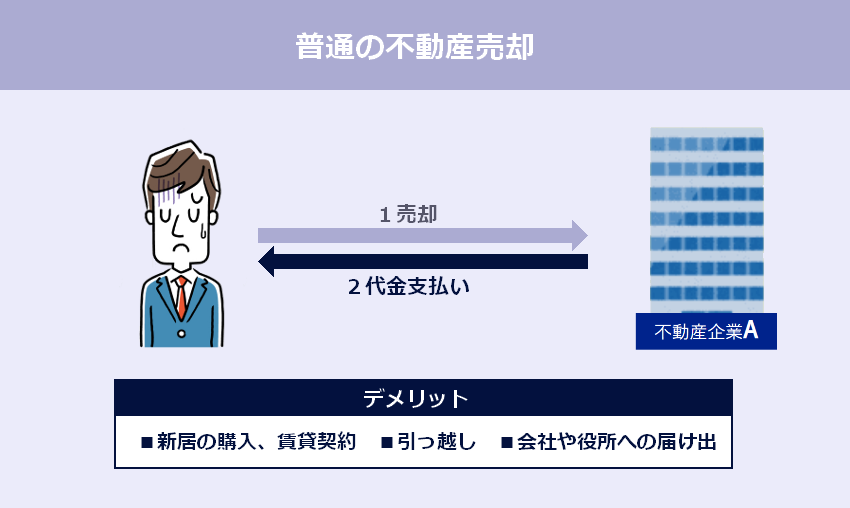 普通の不動産売却
1売却
2代金支払い
不動産企業A
デメリット
■新居の購入、賃貸契約 ■引っ越し ■会社や役所への届け出